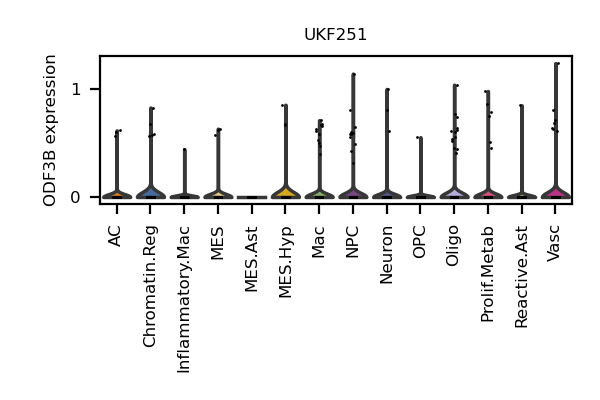 UKF251
ODF3B expression
1
0
AC
Chromatin.Reg
Inflammatory.Mac
MES
MES.Ast
MES.Hyp
Mac
NPC
Neuron
OPC
Oligo
Prolif.Metab
Reactive.Ast
Vasc